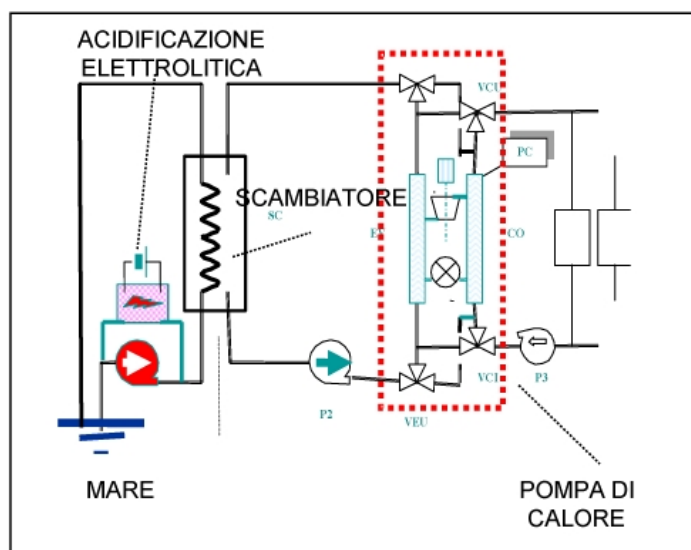 ACIDIFICAZIONE
ELETTROLITICA
VCU
PC
SCAMBIATORE
SC
CO
P2
VEU
VCI
P3
MARE
POMPA DI
CALORE